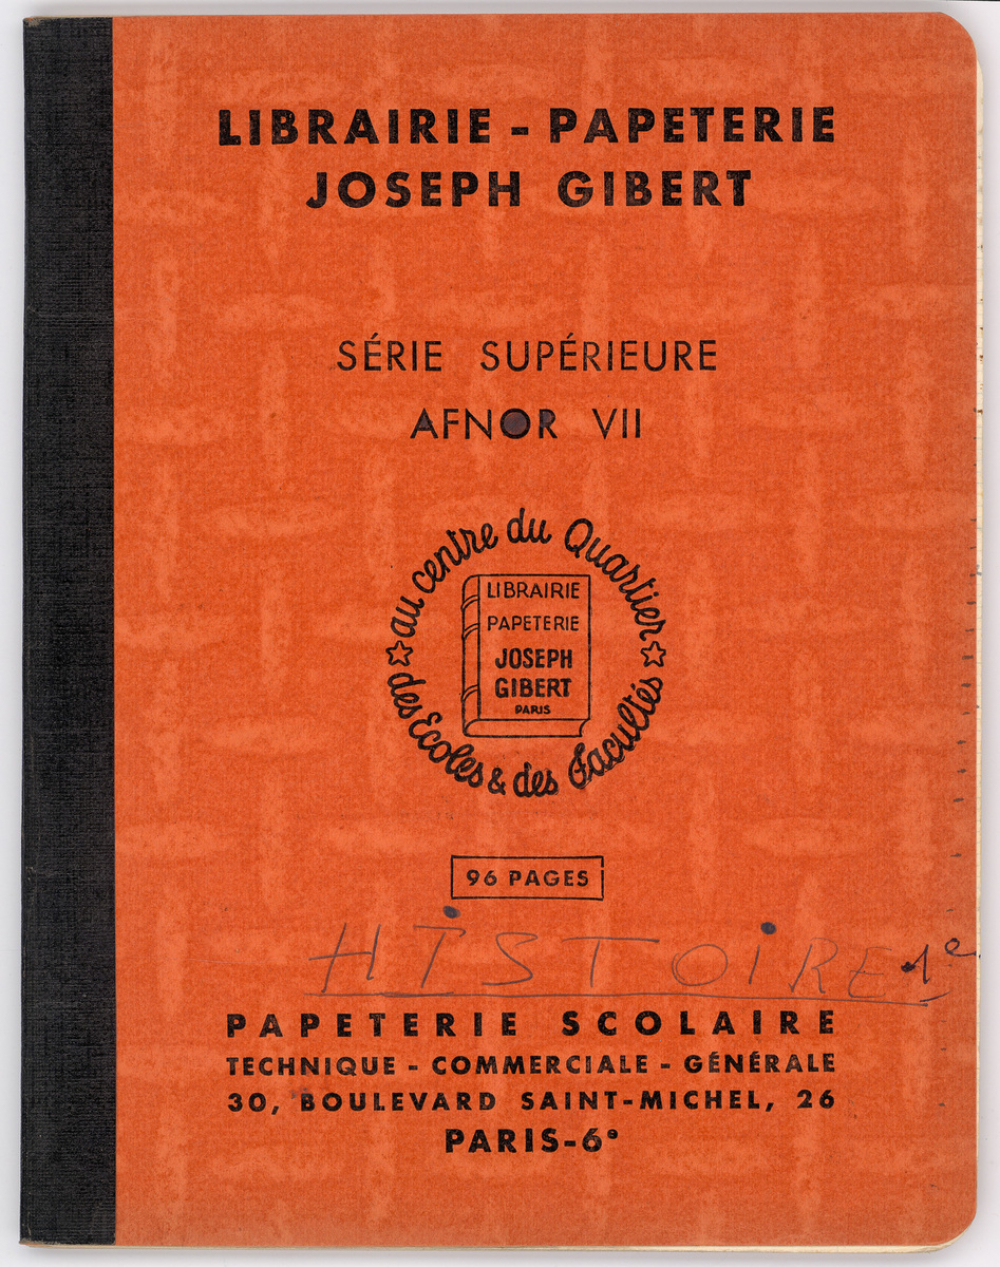 LIBRAIRIE - PAPETERIE
JOSEPH GIBERT
SÉRIE SUPÉRIEURE
AFNOR VII
au centre du Quartier
LIBRAIRIE
PAPETERIE
JOSEPH
GIBERT
PARIS
des Ecoles & des Facultés
96 PAGES
HISTOIRE 1e
PAPETERIE SCOLAIRE
TECHNIQUE - COMMERCIALE - GÉNÉRALE
30, BOULEVARD SAINT-MICHEL, 26
PARIS-6e